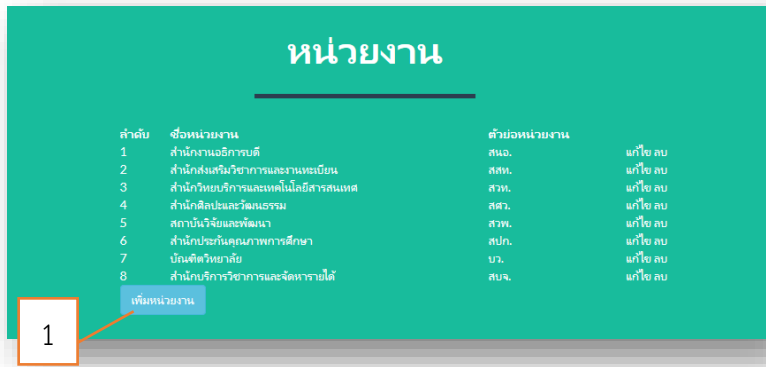 หน่วยงาน
ลำดับ ชื่อหน่วยงาน ตัวย่อหน่วยงาน
1 สำนักงานอธิการบดี สนอ. แก้ไข ลบ
2 สำนักส่งเสริมวิชาการและงานทะเบียน สสท. แก้ไข ลบ
3 สำนักวิทยบริการและเทคโนโลยีสารสนเทศ สวท. แก้ไข ลบ
4 สำนักศิลปะและวัฒนธรรม สศว. แก้ไข ลบ
5 สถาบันวิจัยและพัฒนา สวพ. แก้ไข ลบ
6 สำนักประกันคุณภาพการศึกษา สปก. แก้ไข ลบ
7 บัณฑิตวิทยาลัย บว. แก้ไข ลบ
8 สำนักบริการวิชาการและจัดหารายได้ สบจ. แก้ไข ลบ
เพิ่มหน่วยงาน
1